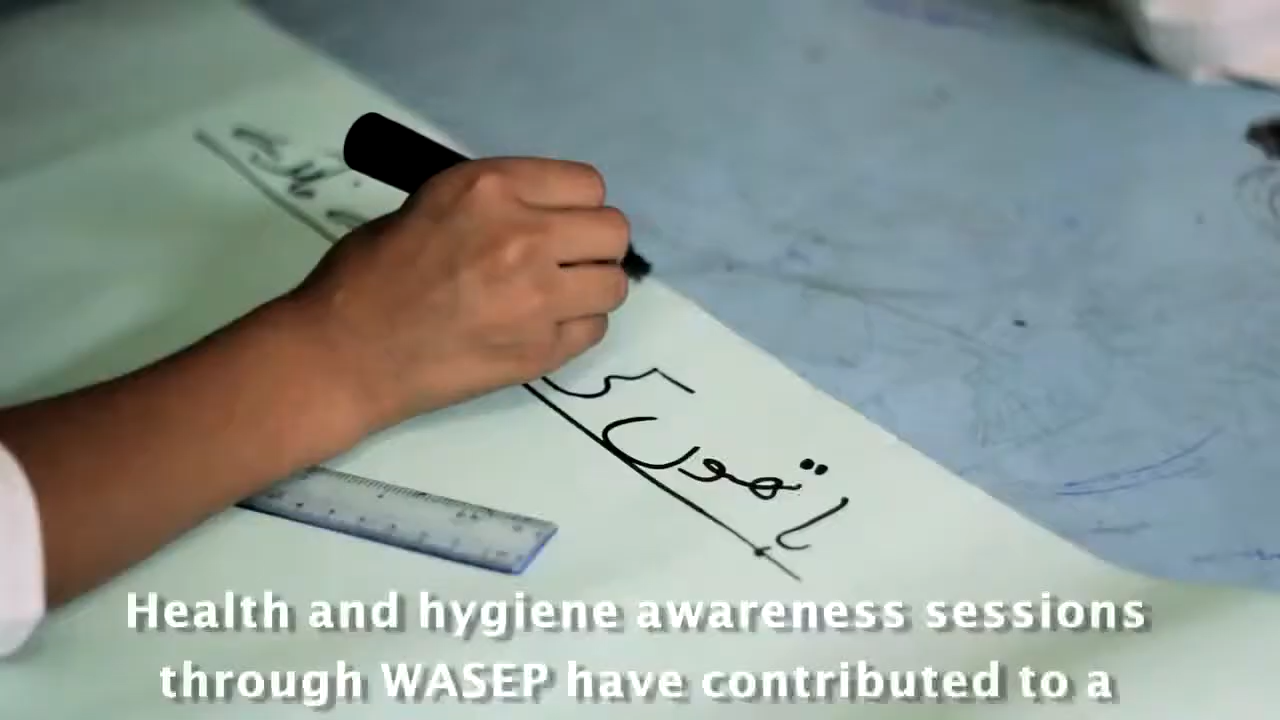 ہاتھوں
Health and hygiene awareness sessions
through WASEP have contributed to a